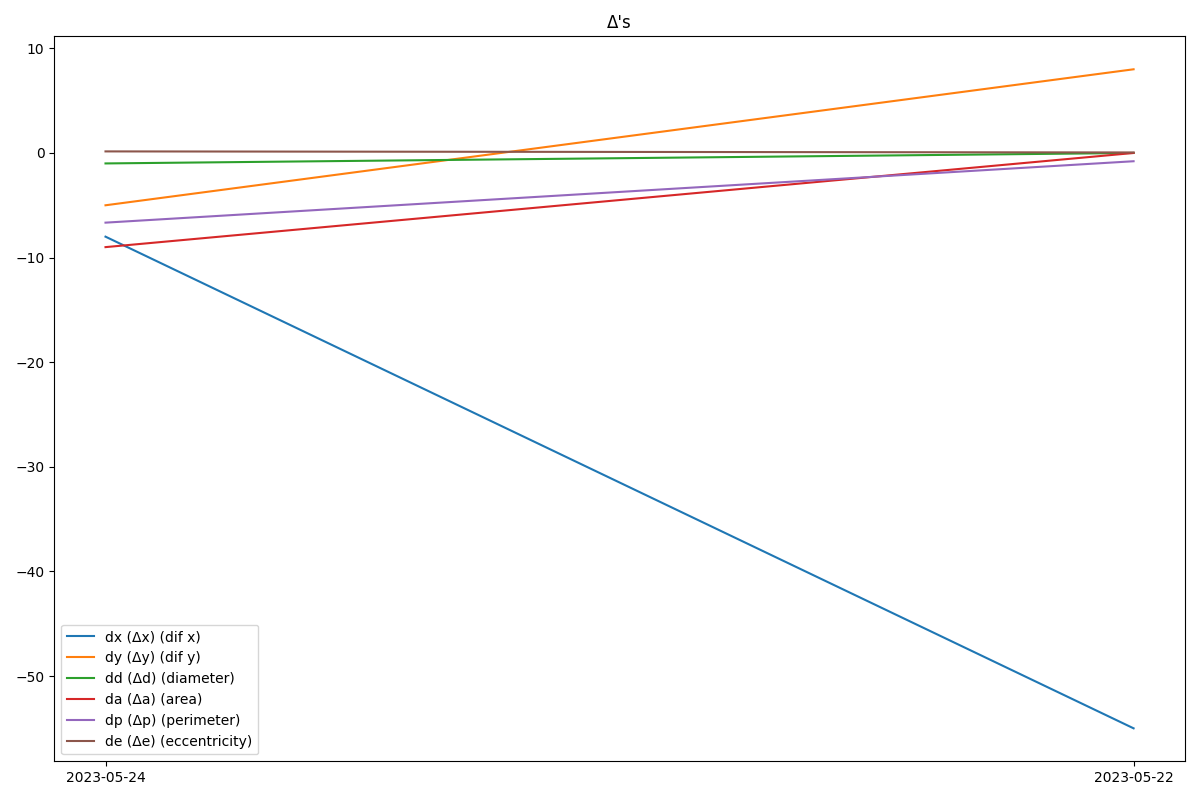 Δ's
10
0
−10
−20
−30
−40
−50
dx (Δx) (dif x)
dy (Δy) (dif y)
dd (Δd) (diameter)
da (Δa) (area)
dp (Δp) (perimeter)
de (Δe) (eccentricity)
2023-05-24
2023-05-22